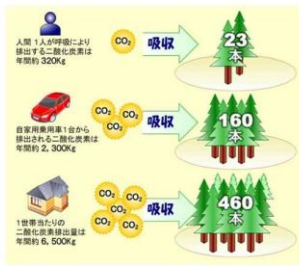 人間1人が呼吸により
排出する二酸化炭素は
年間約320Kg
CO₂
吸収
23
本
自家用乗用車1台から
排出される二酸化炭素は
年間約2,300Kg
CO₂
CO₂
CO₂
CO₂
吸収
160
本
1世帯当たりの
二酸化炭素排出量は
年間約6,500Kg
CO₂
CO₂
CO₂
CO₂
CO₂
吸収
460
本